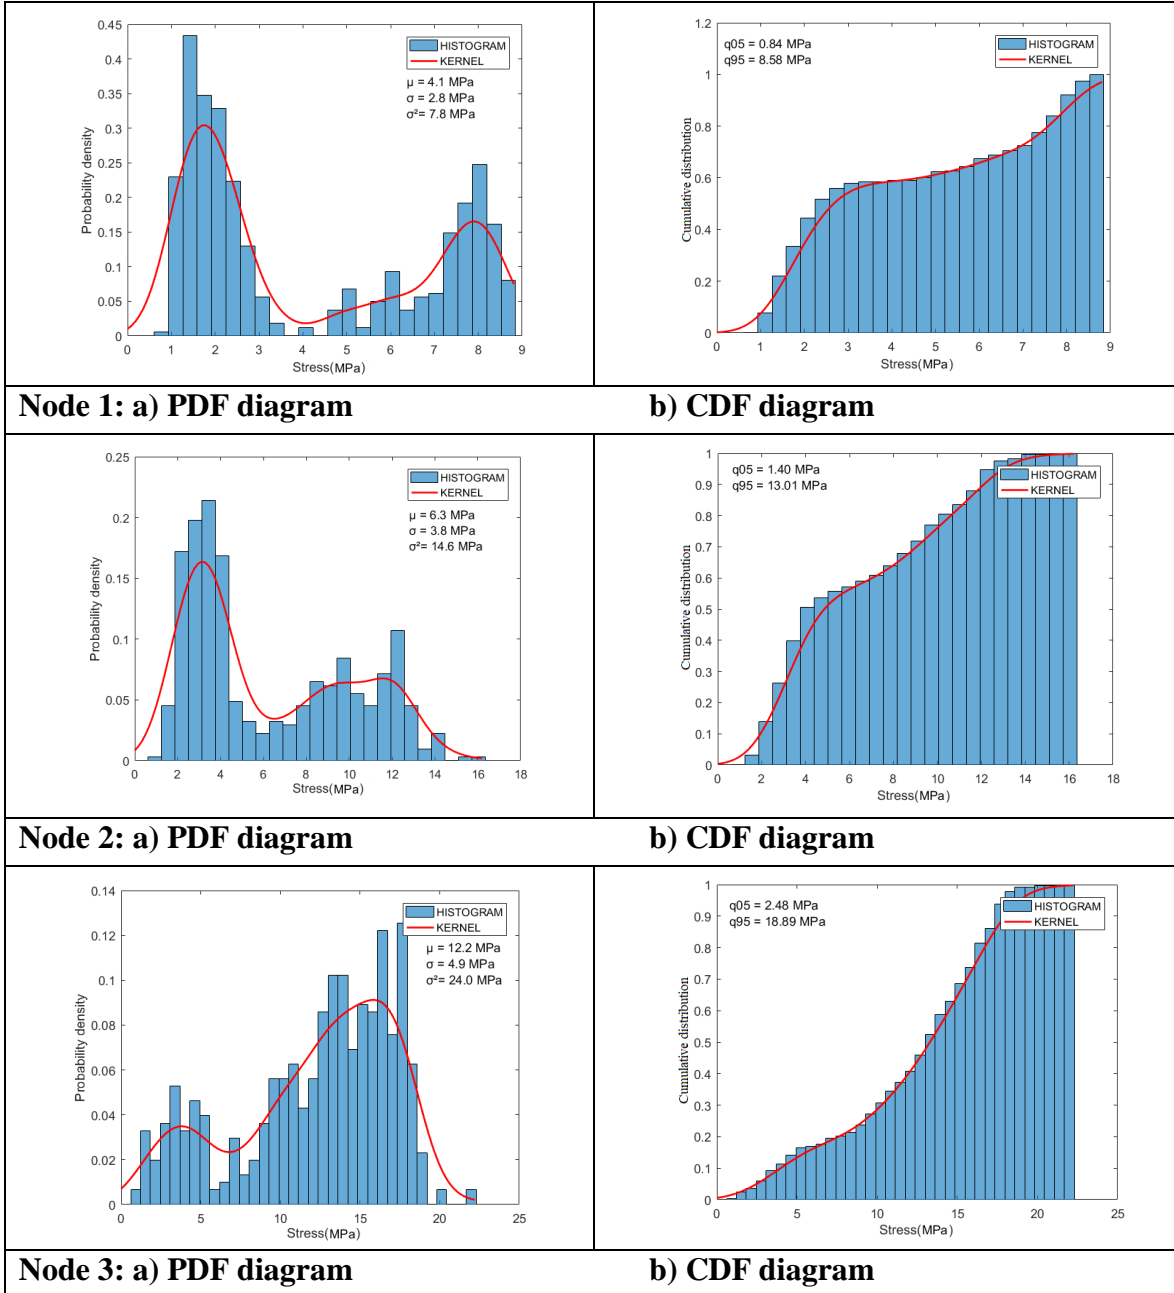 0.45
0.4
0.35
0.3
0.25
0.2
0.15
0.1
0.05
0
Probability density
HISTOGRAM
KERNEL
μ = 4.1 MPa
σ = 2.8 MPa
σ²= 7.8 MPa
0 1 2 3 4 5 6 7 8 9
Stress(MPa)
1.2
1
0.8
0.6
0.4
0.2
0
Cumulative distribution
q05 = 0.84 MPa
q95 = 8.58 MPa
HISTOGRAM
KERNEL
0 1 2 3 4 5 6 7 8 9
Stress(MPa)
Node 1: a) PDF diagram
b) CDF diagram
0.25
0.2
0.15
0.1
0.05
0
Probability density
HISTOGRAM
KERNEL
μ = 6.3 MPa
σ = 3.8 MPa
σ²= 14.6 MPa
0 2 4 6 8 10 12 14 16 18
Stress(MPa)
1
0.9
0.8
0.7
0.6
0.5
0.4
0.3
0.2
0.1
0
Cumulative distribution
q05 = 1.40 MPa
q95 = 13.01 MPa
HISTOGRAM
KERNEL
0 2 4 6 8 10 12 14 16 18
Stress(MPa)
Node 2: a) PDF diagram
b) CDF diagram
0.14
0.12
0.1
0.08
0.06
0.04
0.02
0
Probability density
HISTOGRAM
KERNEL
μ = 12.2 MPa
σ = 4.9 MPa
σ²= 24.0 MPa
0 5 10 15 20 25
Stress(MPa)
1
0.9
0.8
0.7
0.6
0.5
0.4
0.3
0.2
0.1
0
Cumulative distribution
q05 = 2.48 MPa
q95 = 18.89 MPa
HISTOGRAM
KERNEL
0 5 10 15 20 25
Stress(MPa)
Node 3: a) PDF diagram
b) CDF diagram